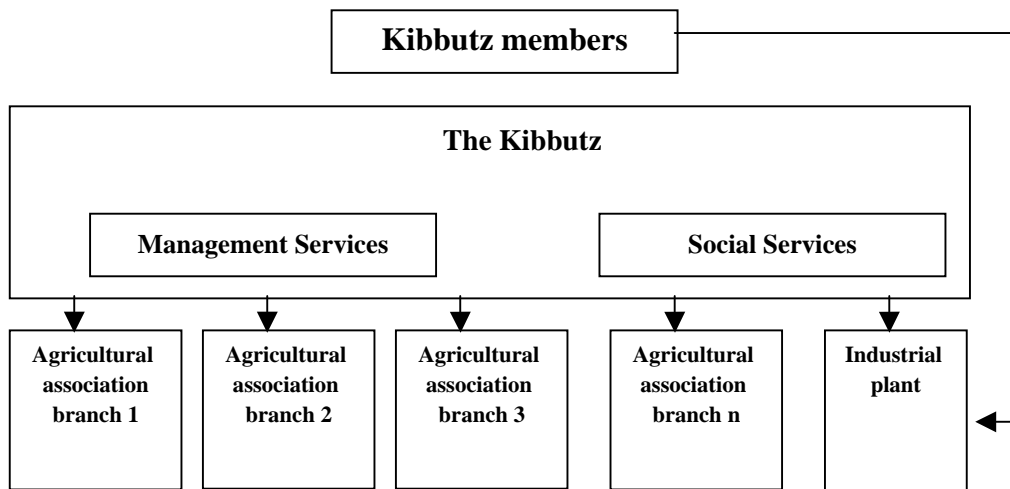 Kibbutz members
The Kibbutz
Management Services
Social Services
Agricultural
association
branch 1
Agricultural
association
branch 2
Agricultural
association
branch 3
Agricultural
association
branch n
Industrial
plant